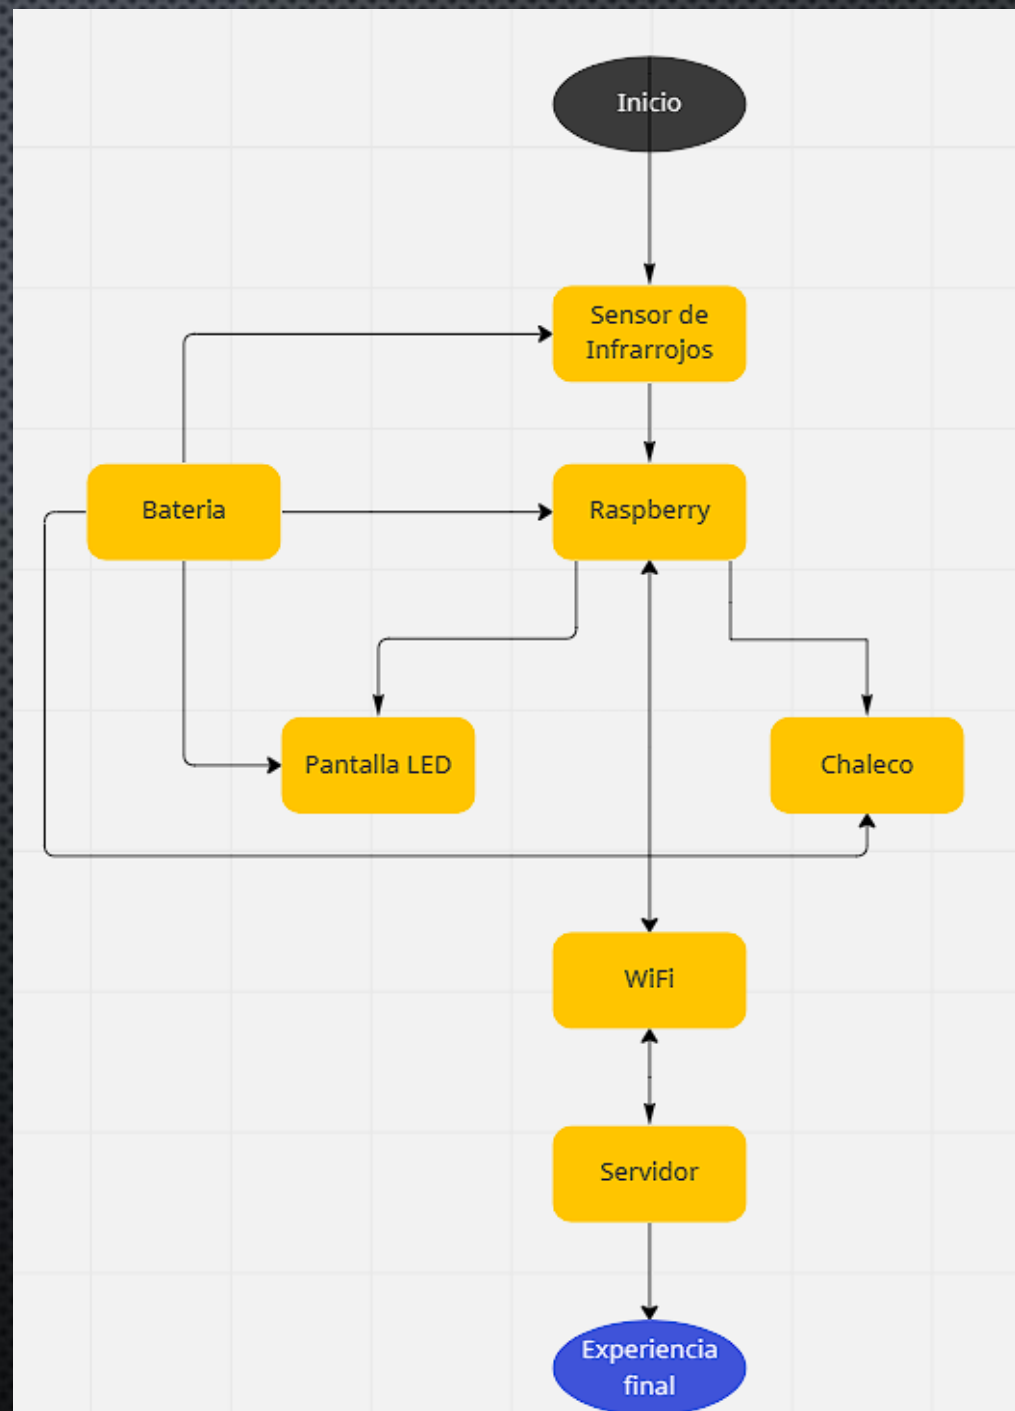 Inicio
Sensor de
Infrarrojos
Bateria
Raspberry
Pantalla LED
Chaleco
WiFi
Servidor
Experiencia
final